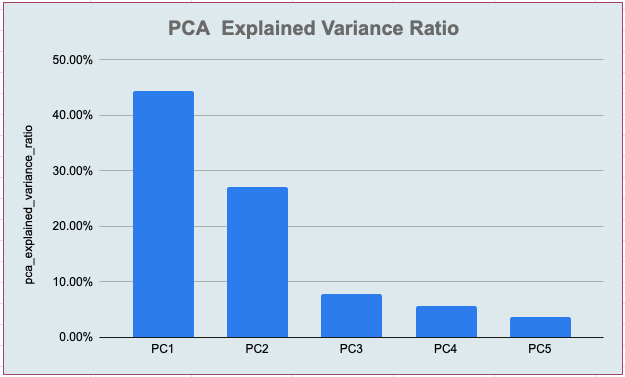 PCA  Explained Variance Ratio
pca_explained_variance_ratio
50.00%
40.00%
30.00%
20.00%
10.00%
0.00%
PC1 PC2 PC3 PC4 PC5